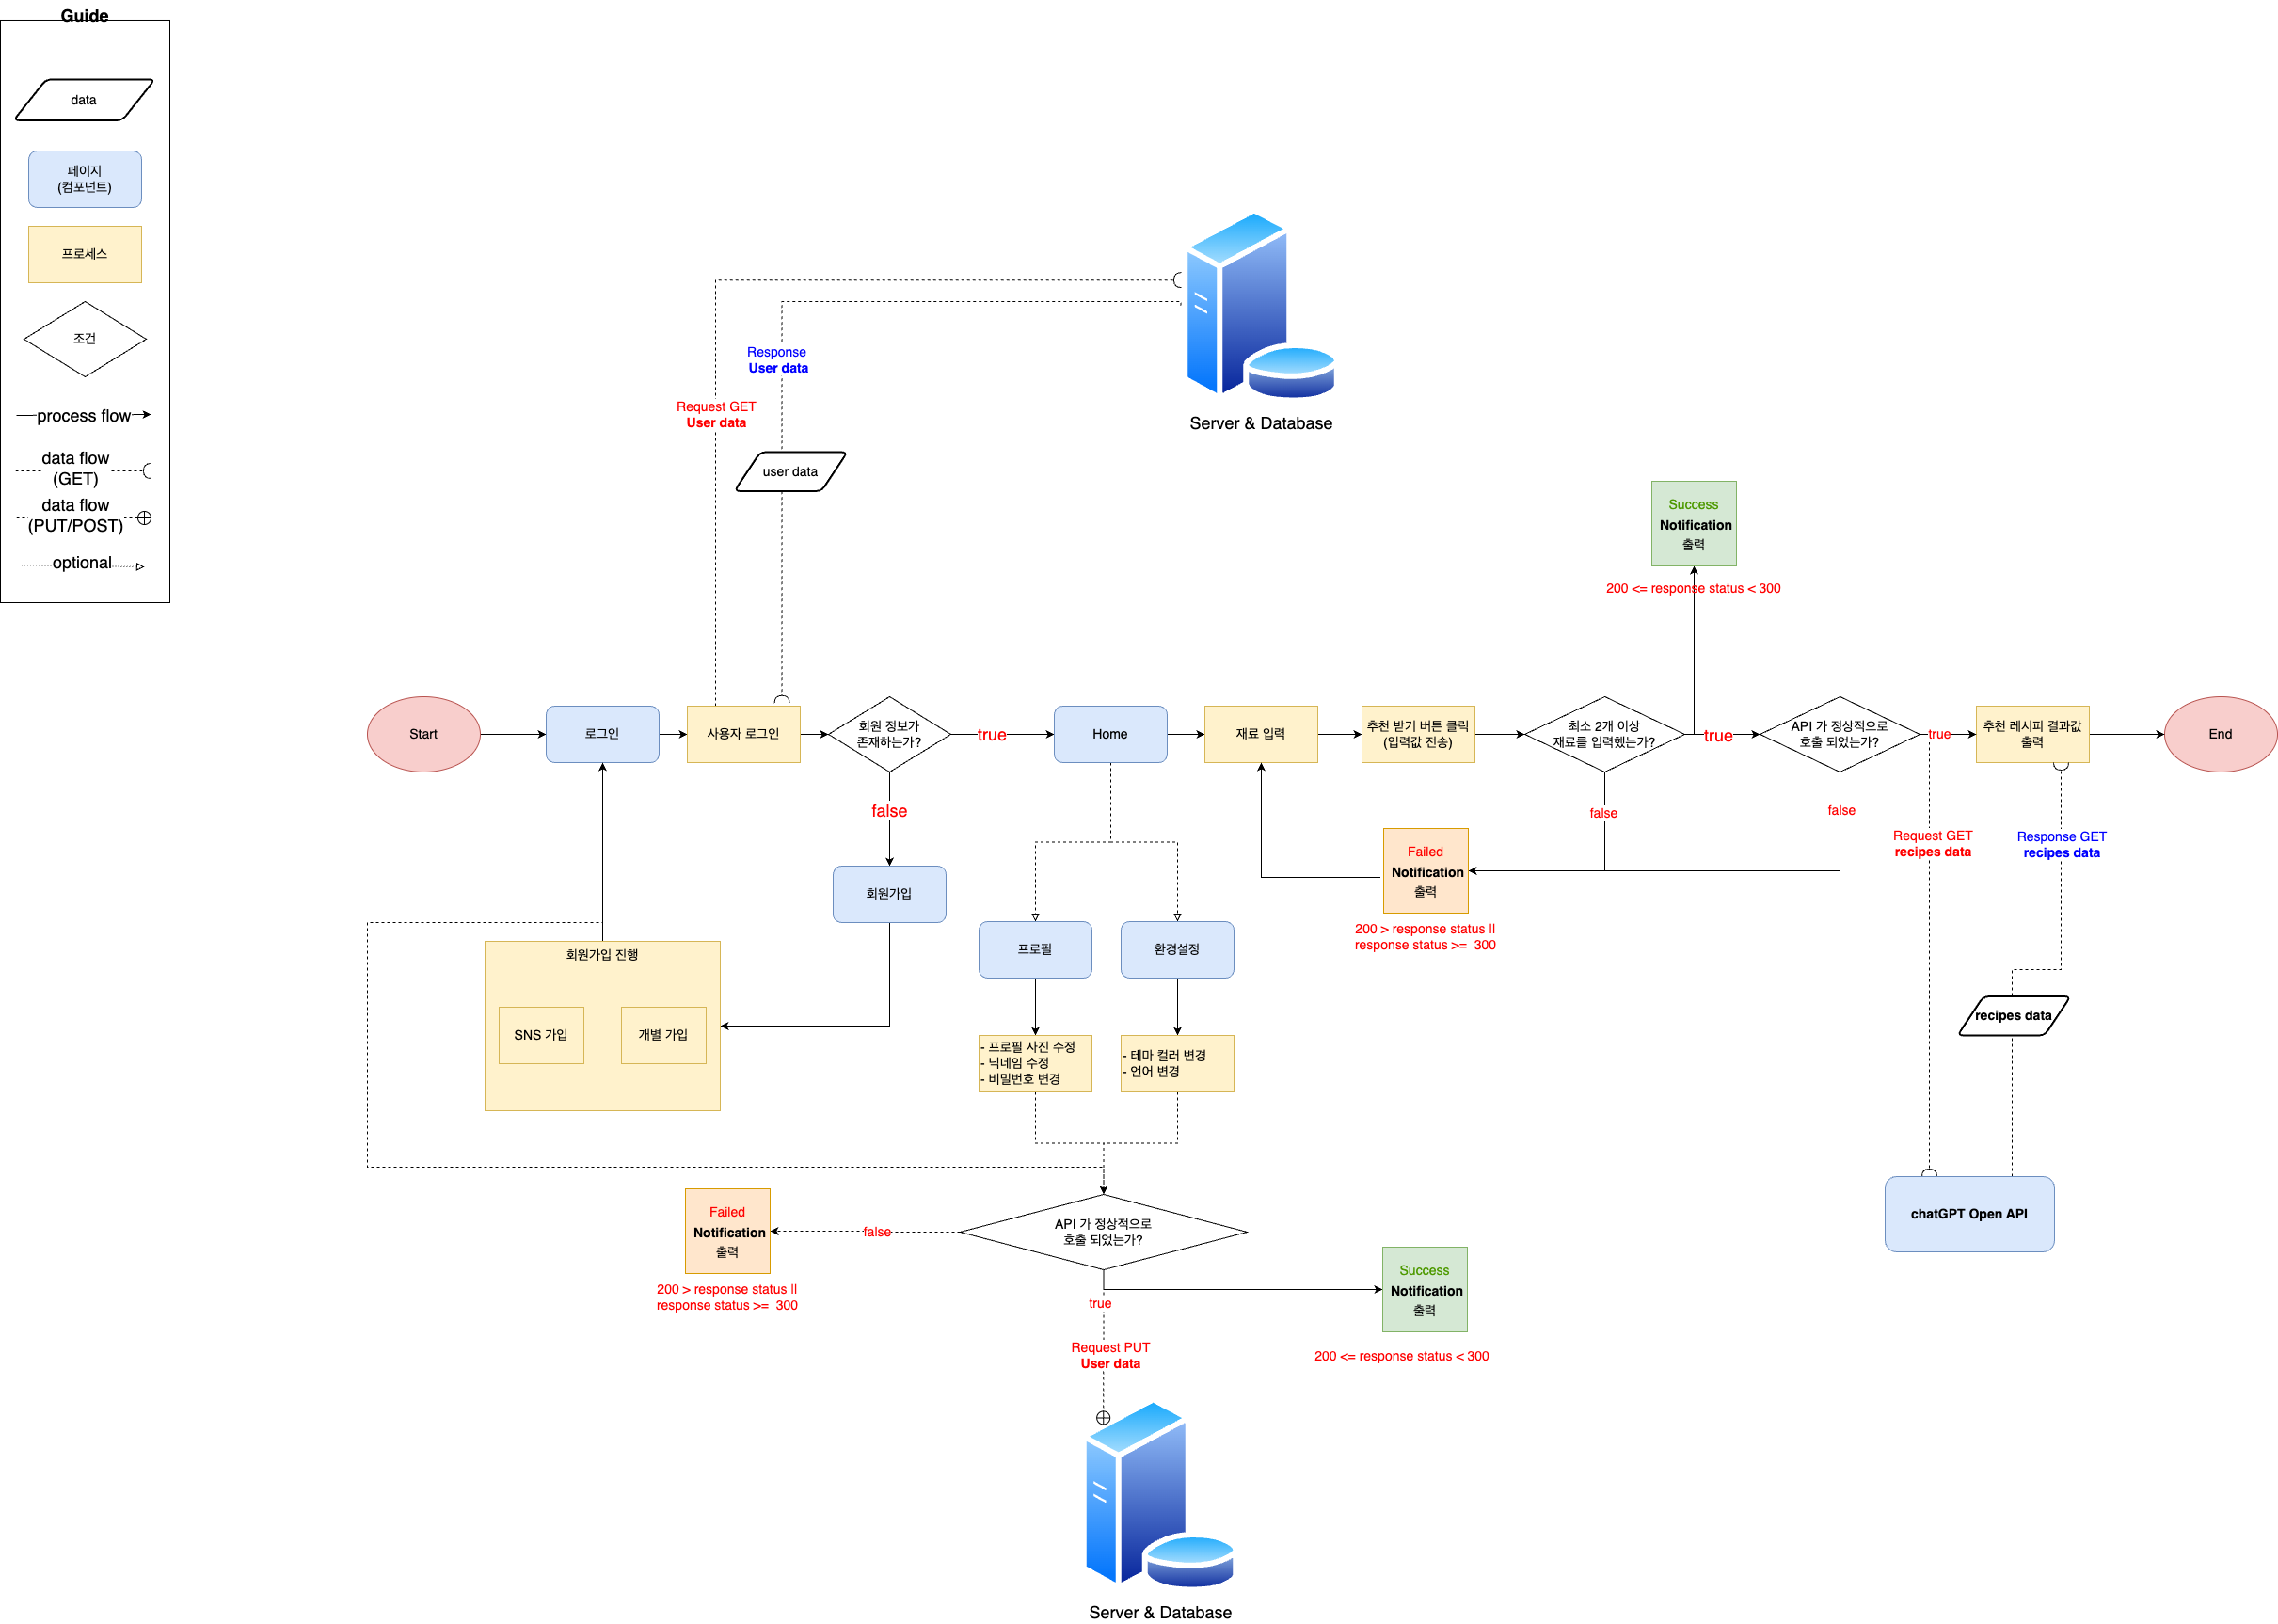 Guide
data
페이지
(컴포넌트)
프로세스
조건
process flow
data flow
(GET)
data flow
(PUT/POST)
optional
Server & Database
Response
User data
Request GET
User data
user data
Success
Notification
출력
200 <= response status < 300
Start
로그인
사용자 로그인
회원 정보가
존재하는가?
true
Home
재료 입력
추천 받기 버튼 클릭
(입력값 전송)
최소 2개 이상
재료를 입력했는가?
true
API 가 정상적으로
호출 되었는가?
true
추천 레시피 결과값
출력
End
false
false
false
Failed
Notification
출력
200 > response status ||
response status >= 300
Request GET
recipes data
Response GET
recipes data
회원가입
회원가입 진행
SNS 가입
개별 가입
프로필
환경설정
- 프로필 사진 수정
- 닉네임 수정
- 비밀번호 변경
- 테마 컬러 변경
- 언어 변경
recipes data
chatGPT Open API
API 가 정상적으로
호출 되었는가?
false
Failed
Notification
출력
200 > response status ||
response status >= 300
true
Success
Notification
출력
200 <= response status < 300
Request PUT
User data
Server & Database